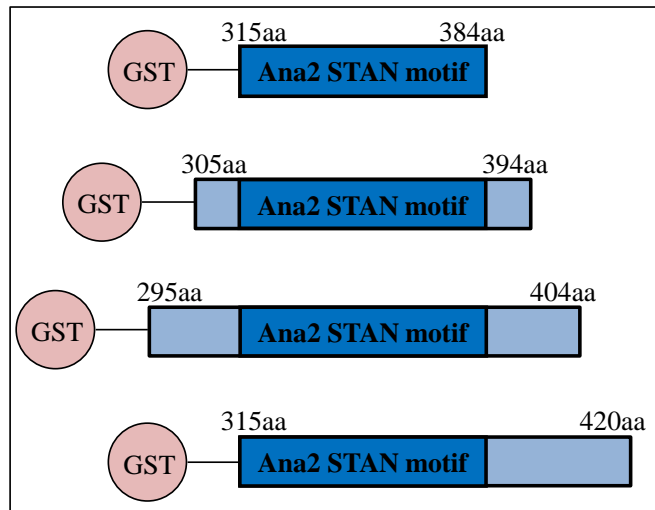 315aa 384aa
GST Ana2 STAN motif
305aa 394aa
GST Ana2 STAN motif
295aa 404aa
GST Ana2 STAN motif
315aa 420aa
GST Ana2 STAN motif